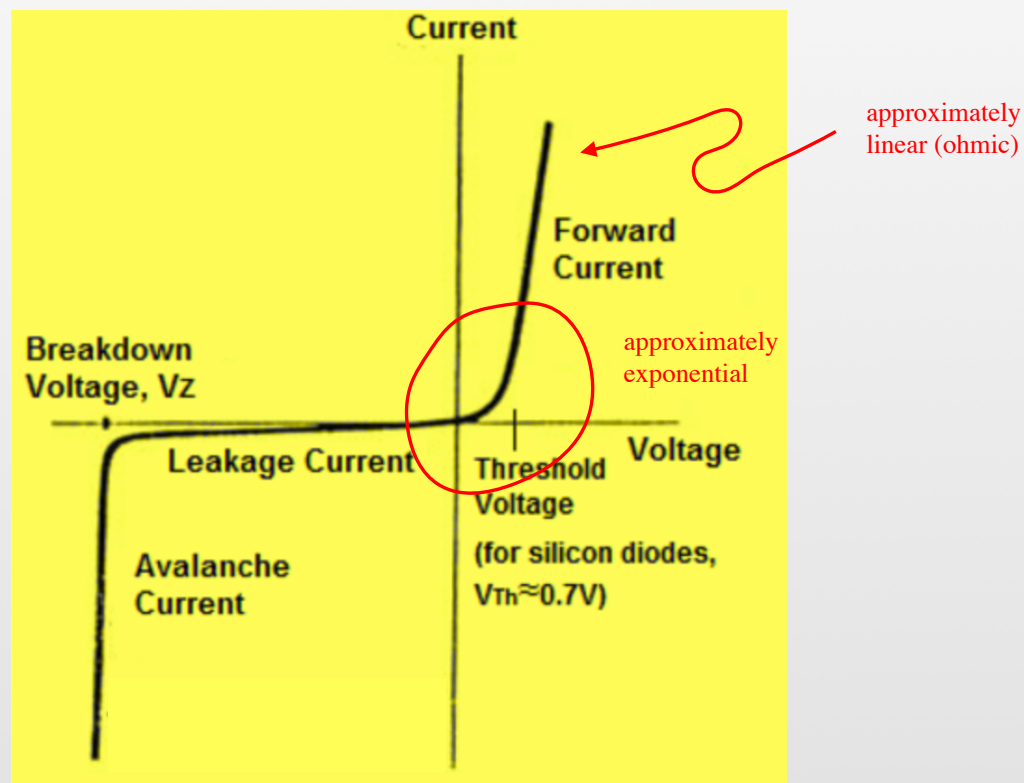 Current
approximately
linear (ohmic)
Forward
Current
Breakdown
Voltage, Vz
approximately
exponential
Leakage Current
Threshold
Voltage
Voltage
(for silicon diodes,
VTh≈0.7V)
Avalanche
Current